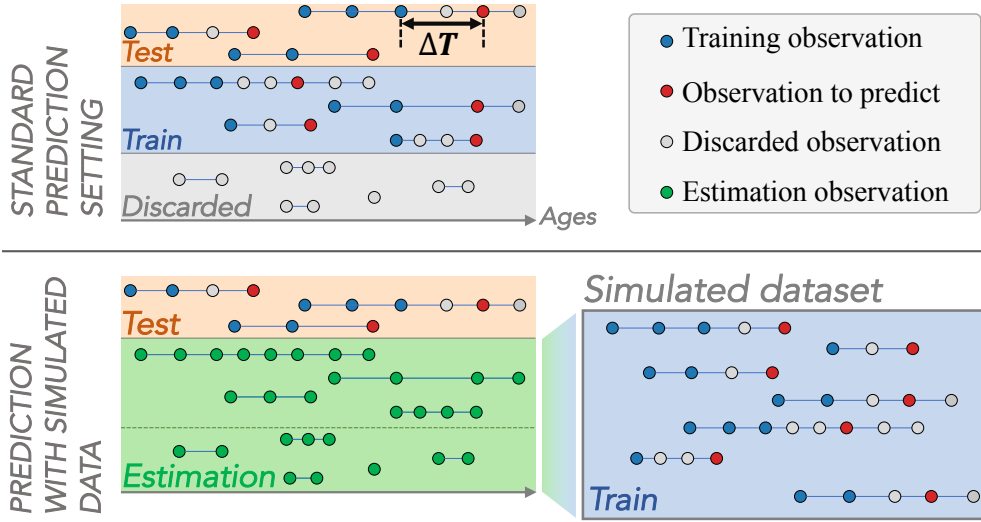 STANDARD
PREDICTION
SETTING
ΔT
Test
Train
Discarded
Ages
Training observation
Observation to predict
Discarded observation
Estimation observation
PREDICTION
WITH SIMULATED
DATA
Test
Estimation
Simulated dataset
Train